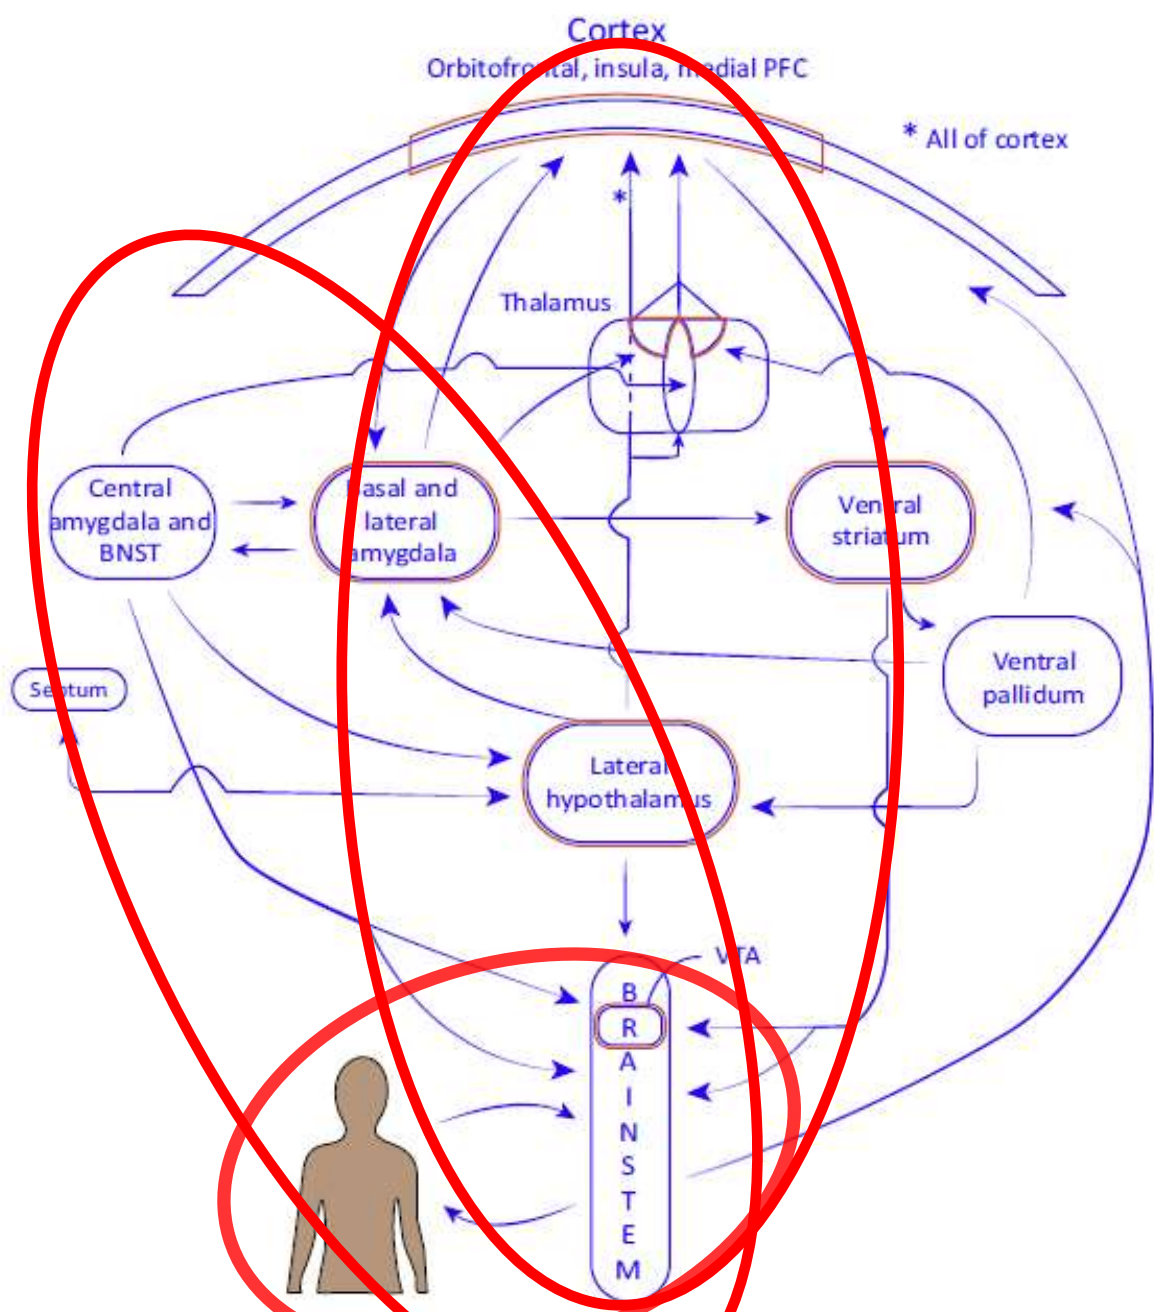 Cortex
Orbitofrontal, insula, medial PFC
* All of cortex
*
Thalamus
Central
amygdala and
BNST
Basal and
lateral
amygdala
Ventral
striatum
Septum
Ventral
pallidum
Lateral
hypothalamus
VTA
B
R
A
I
N
S
T
E
M